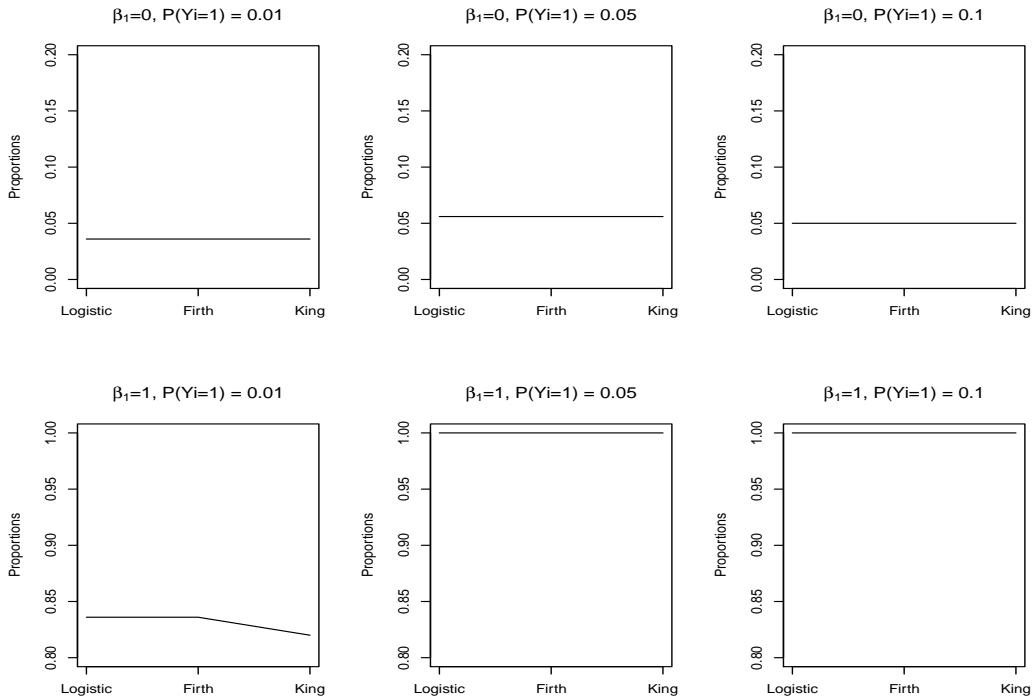 β₁=0, P(Yi=1) = 0.01
Proportions
0.20
0.15
0.10
0.05
0.00
Logistic Firth King
β₁=0, P(Yi=1) = 0.05
Proportions
0.20
0.15
0.10
0.05
0.00
Logistic Firth King
β₁=0, P(Yi=1) = 0.1
Proportions
0.20
0.15
0.10
0.05
0.00
Logistic Firth King
β₁=1, P(Yi=1) = 0.01
Proportions
1.00
0.95
0.90
0.85
0.80
Logistic Firth King
β₁=1, P(Yi=1) = 0.05
Proportions
1.00
0.95
0.90
0.85
0.80
Logistic Firth King
β₁=1, P(Yi=1) = 0.1
Proportions
1.00
0.95
0.90
0.85
0.80
Logistic Firth King